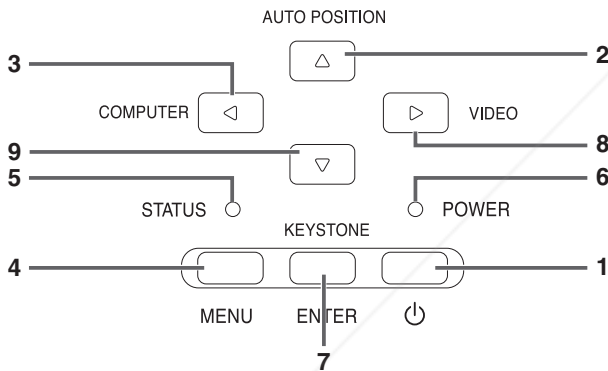 AUTO POSITION
3
2
COMPUTER
VIDEO
8
9
5
6
STATUS
POWER
KEYSTONE
4
1
MENU
ENTER
7